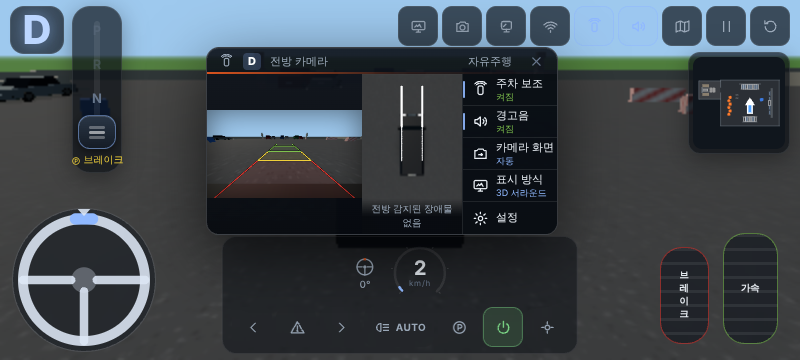 D
P
R
N
P 브레이크
D 전방 카메라
자유주행
전방 감지된 장애물
없음
주차 보조
켜짐
경고음
켜짐
카메라 화면
자동
표시 방식
3D 서라운드
설정
0°
2
km/h
AUTO
P
브레이크
가속